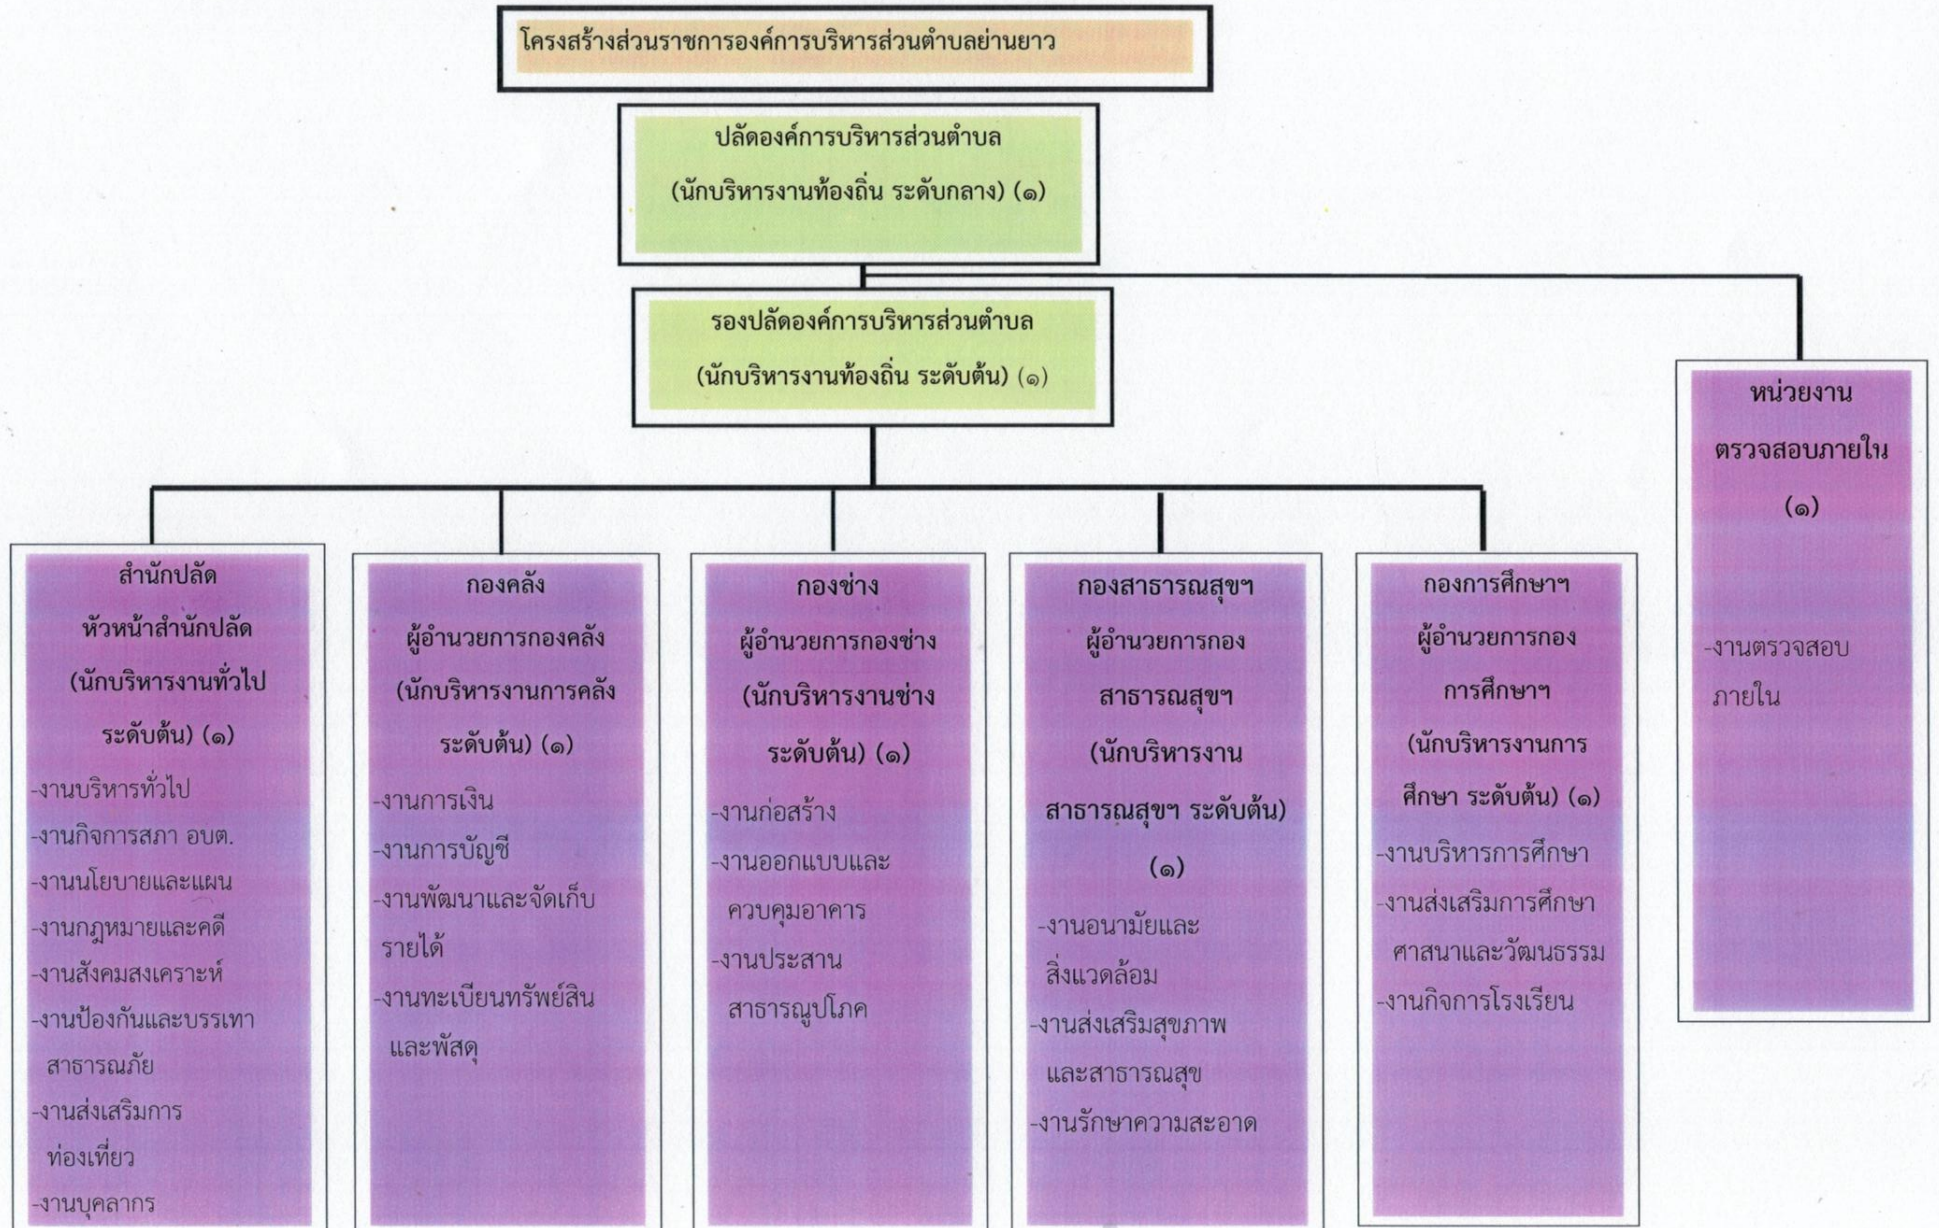 โครงสร้างส่วนราชการองค์การบริหารส่วนตำบลย่านยาว
ปลัดองค์การบริหารส่วนตำบล
(นักบริหารงานท้องถิ่น ระดับกลาง) (๑)
รองปลัดองค์การบริหารส่วนตำบล
(นักบริหารงานท้องถิ่น ระดับต้น) (๑)
หน่วยงาน
ตรวจสอบภายใน
(๑)
-งานตรวจสอบ
ภายใน
สำนักปลัด
หัวหน้าสำนักปลัด
(นักบริหารงานทั่วไป
ระดับต้น) (๑)
-งานบริหารทั่วไป
-งานกิจการสภา อบต.
-งานนโยบายและแผน
-งานกฎหมายและคดี
-งานสังคมสงเคราะห์
-งานป้องกันและบรรเทา
สาธารณภัย
-งานส่งเสริมการ
ท่องเที่ยว
-งานบุคลากร
กองคลัง
ผู้อำนวยการกองคลัง
(นักบริหารงานการคลัง
ระดับต้น) (๑)
-งานการเงิน
-งานการบัญชี
-งานพัฒนาและจัดเก็บ
รายได้
-งานทะเบียนทรัพย์สิน
และพัสดุ
กองช่าง
ผู้อำนวยการกองช่าง
(นักบริหารงานช่าง
ระดับต้น) (๑)
-งานก่อสร้าง
-งานออกแบบและ
ควบคุมอาคาร
-งานประสาน
สาธารณูปโภค
กองสาธารณสุขฯ
ผู้อำนวยการกอง
สาธารณสุขฯ
(นักบริหารงาน
สาธารณสุขฯ ระดับต้น)
(๑)
-งานอนามัยและ
สิ่งแวดล้อม
-งานส่งเสริมสุขภาพ
และสาธารณสุข
-งานรักษาความสะอาด
กองการศึกษาฯ
ผู้อำนวยการกอง
การศึกษาฯ
(นักบริหารงานการ
ศึกษา ระดับต้น) (๑)
-งานบริหารการศึกษา
-งานส่งเสริมการศึกษา
ศาสนาและวัฒนธรรม
-งานกิจการโรงเรียน